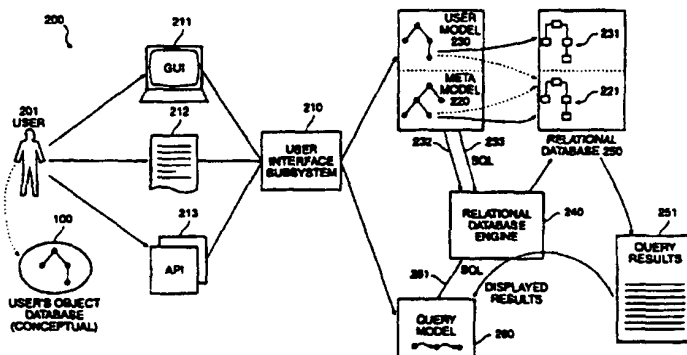 200
211
GUI
201
USER
212
213
API
100
USER'S OBJECT
DATABASE
(CONCEPTUAL)
210
USER
INTERFACE
SUBSYSTEM
USER
MODEL
230
META
MODEL
220
231
221
RELATIONAL
DATABASE 250
232
233
SQL
RELATIONAL
DATABASE
ENGINE
240
251
QUERY
RESULTS
261
SQL
DISPLAYED
RESULTS
QUERY
MODEL
260